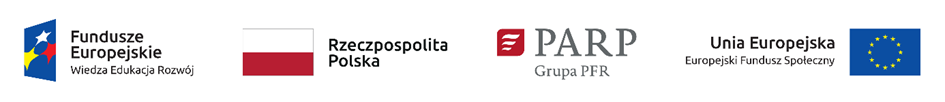 Fundusze
Europejskie
Wiedza Edukacja Rozwój
Rzeczpospolita
Polska
PARP
Grupa PFR
Unia Europejska
Europejski Fundusz Społeczny